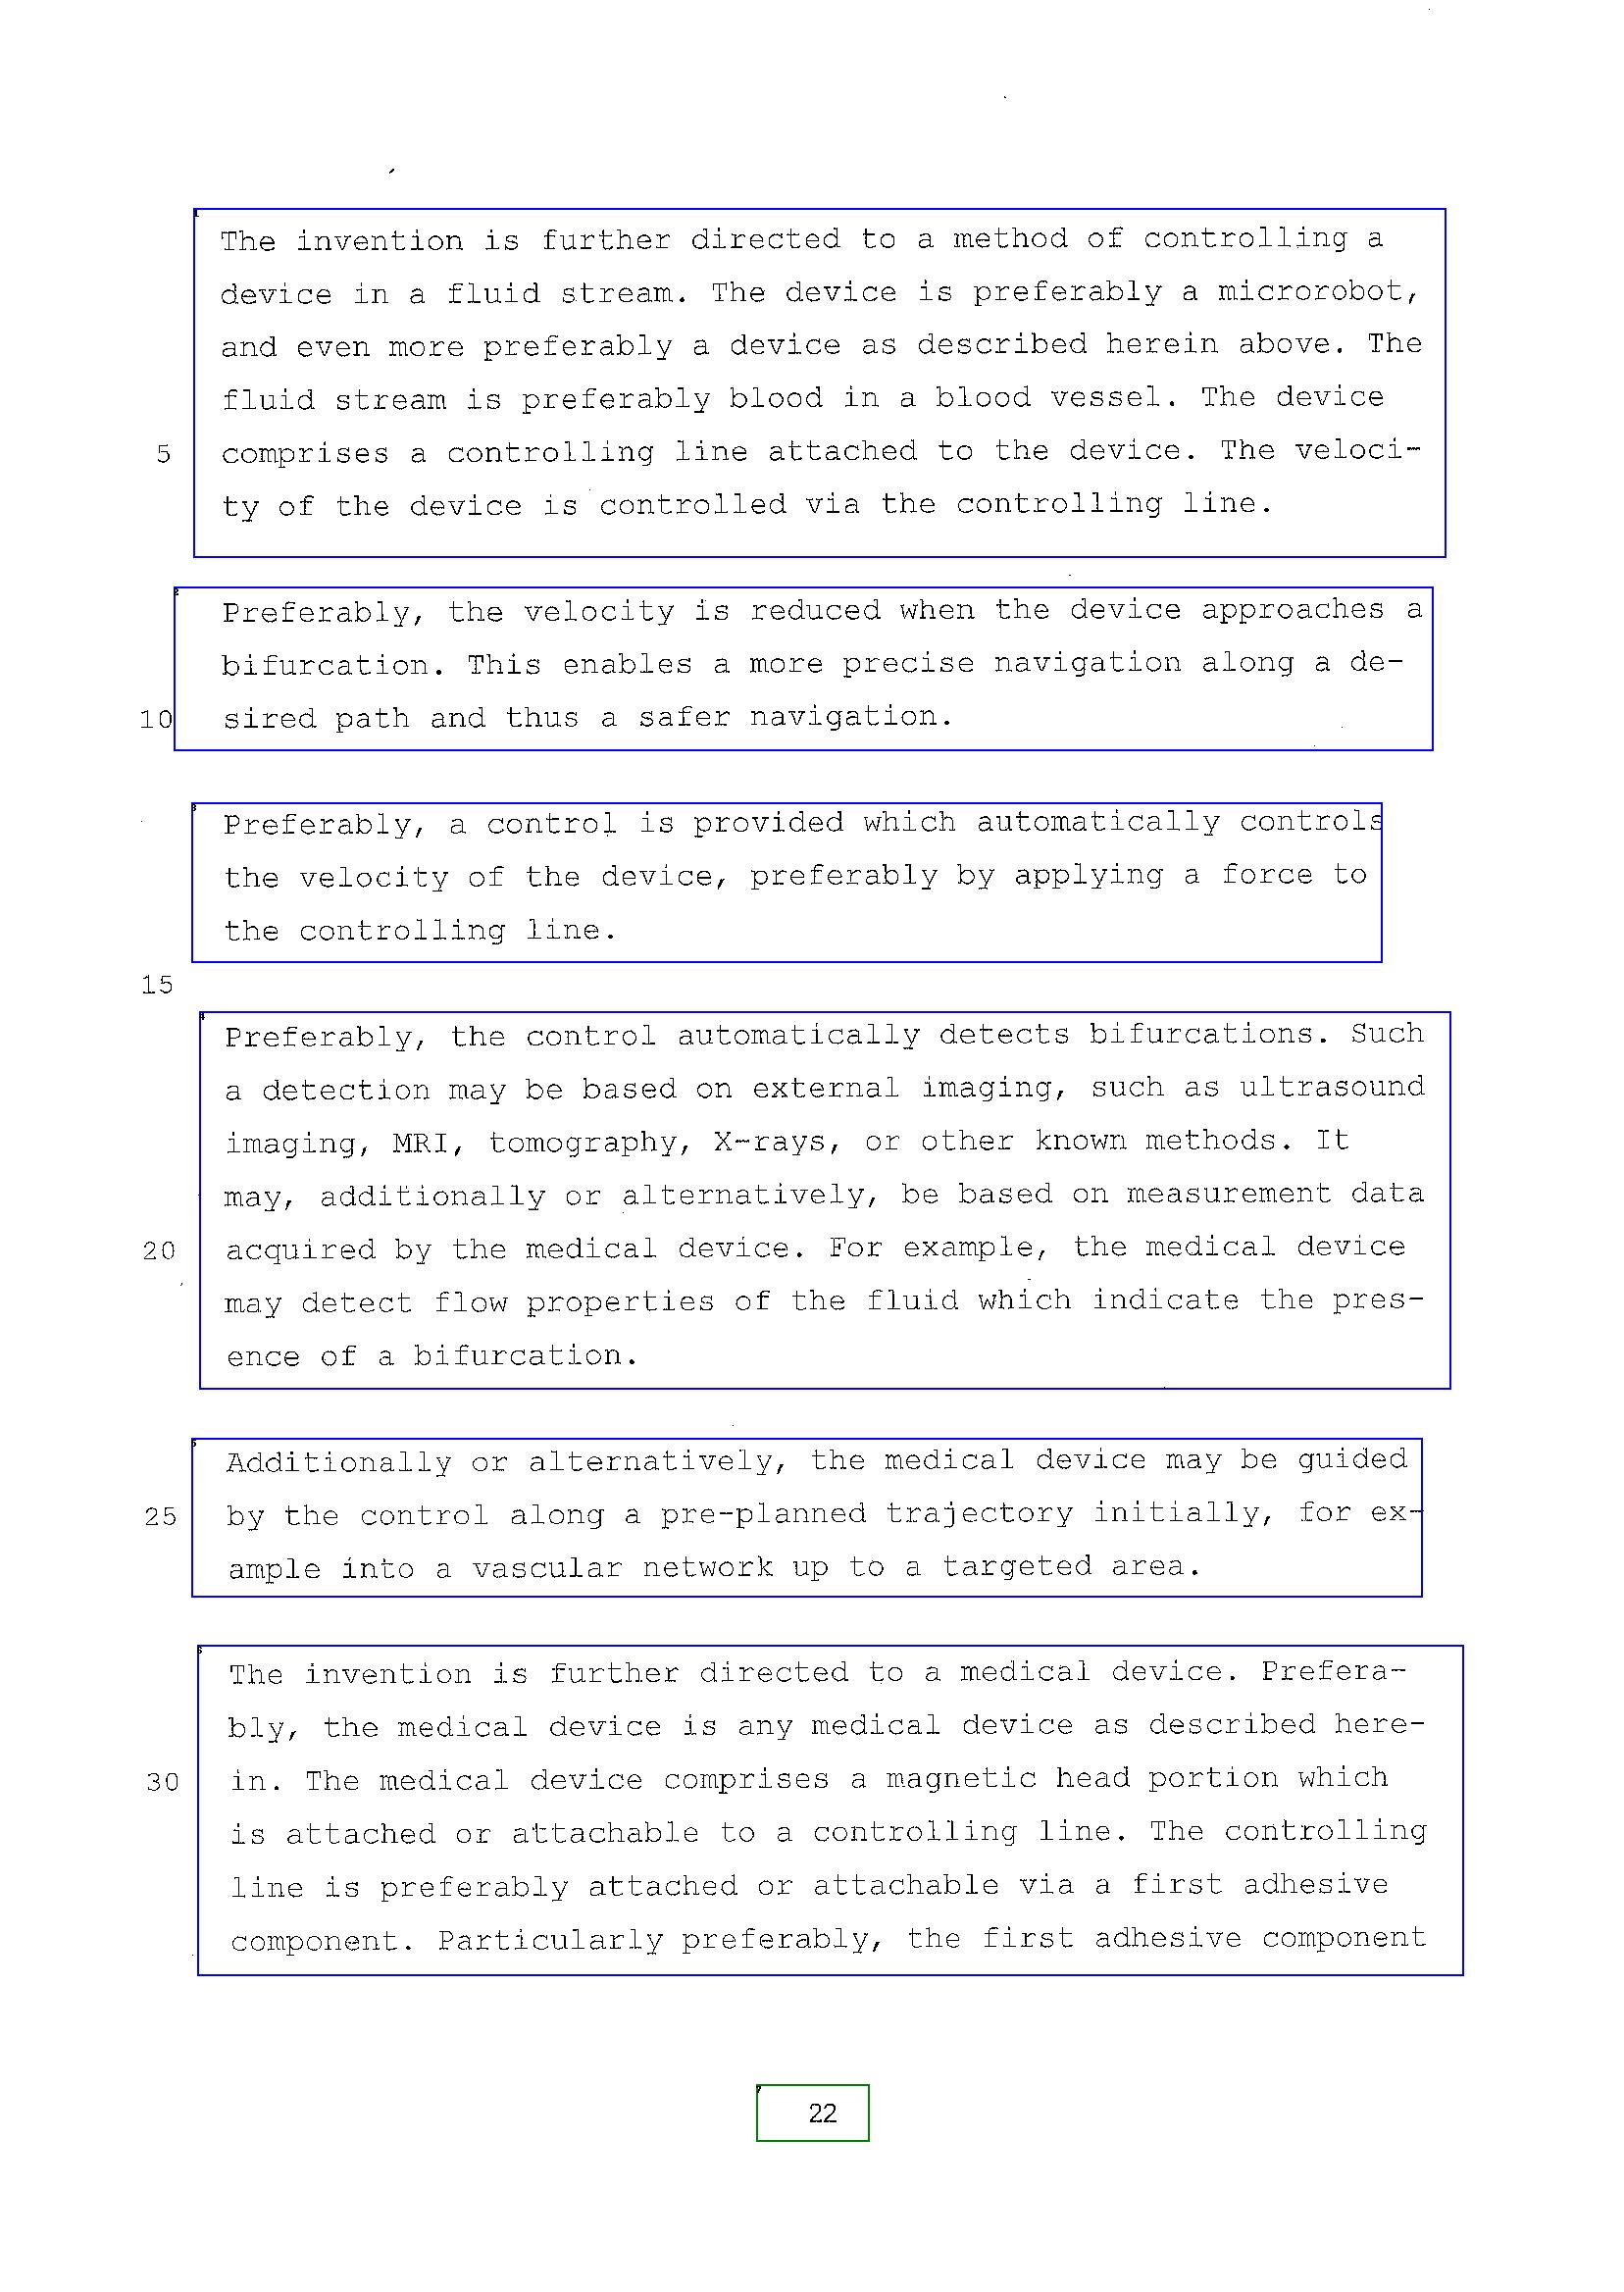 The invention is further directed to a method of controlling a
device in a fluid stream. The device is preferably a microrobot,
and even more preferably a device as described herein above. The
fluid stream is preferably blood in a blood vessel. The device
5 comprises a controlling line attached to the device. The veloci-
ty of the device is controlled via the controlling line.
Preferably, the velocity is reduced when the device approaches a
bifurcation. This enables a more precise navigation along a de-
10 sired path and thus a safer navigation.
Preferably, a control is provided which automatically controls
the velocity of the device, preferably by applying a force to
the controlling line.
15
Preferably, the control automatically detects bifurcations. Such
a detection may be based on external imaging, such as ultrasound
imaging, MRI, tomography, X-rays, or other known methods. It
may, additionally or alternatively, be based on measurement data
20 acquired by the medical device. For example, the medical device
may detect flow properties of the fluid which indicate the pres-
ence of a bifurcation.
Additionally or alternatively, the medical device may be guided
25 by the control along a pre-planned trajectory initially, for ex-
ample into a vascular network up to a targeted area.
The invention is further directed to a medical device. Prefera-
bly, the medical device is any medical device as described here-
30 in. The medical device comprises a magnetic head portion which
is attached or attachable to a controlling line. The controlling
line is preferably attached or attachable via a first adhesive
component. Particularly preferably, the first adhesive component
22